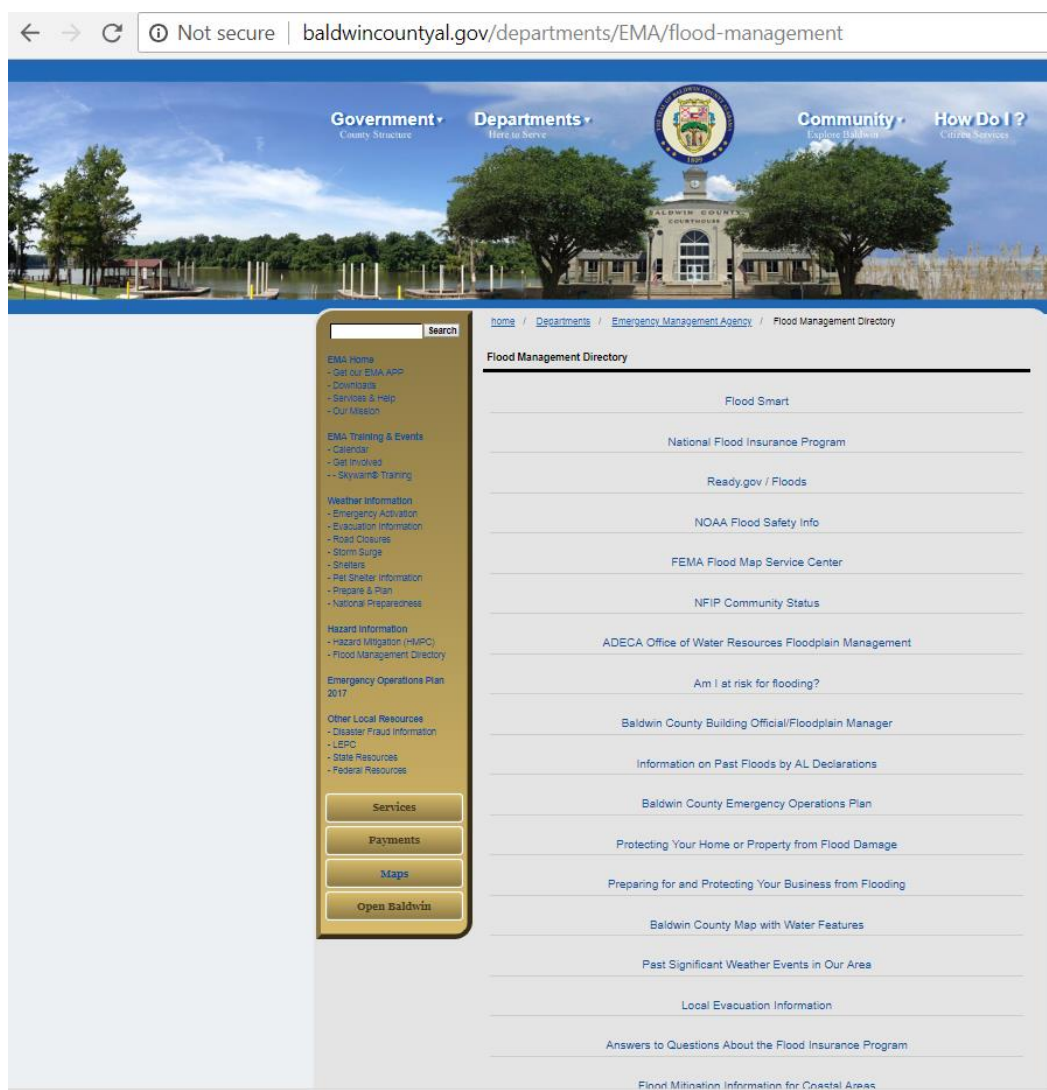 Not secure | baldwincountyal.gov/departments/EMA/flood-management
Government
County Structure
Departments
Here to Serve
Community
Explore Baldwin
How Do I ?
Citizen Services
1809
BALDWIN COUNTY
COURTHOUSE
Search
EMA Home
- Get our EMA APP
- Downloads
- Services & Help
- Our Mission
EMA Training & Events
- Calendar
- Get Involved
- - Skywarn® Training
Weather Information
- Emergency Activation
- Evacuation Information
- Road Closures
- Storm Surge
- Shelters
- Pet Shelter Information
- Prepare & Plan
- National Preparedness
Hazard Information
- Hazard Mitigation (HMPC)
- Flood Management Directory
Emergency Operations Plan
2017
Other Local Resources
- Disaster Fraud Information
- LEPC
- State Resources
- Federal Resources
Services
Payments
Maps
Open Baldwin
home / Departments / Emergency Management Agency / Flood Management Directory
Flood Management Directory
Flood Smart
National Flood Insurance Program
Ready.gov / Floods
NOAA Flood Safety Info
FEMA Flood Map Service Center
NFIP Community Status
ADECA Office of Water Resources Floodplain Management
Am I at risk for flooding?
Baldwin County Building Official/Floodplain Manager
Information on Past Floods by AL Declarations
Baldwin County Emergency Operations Plan
Protecting Your Home or Property from Flood Damage
Preparing for and Protecting Your Business from Flooding
Baldwin County Map with Water Features
Past Significant Weather Events in Our Area
Local Evacuation Information
Answers to Questions About the Flood Insurance Program
Flood Mitigation Information for Coastal Areas